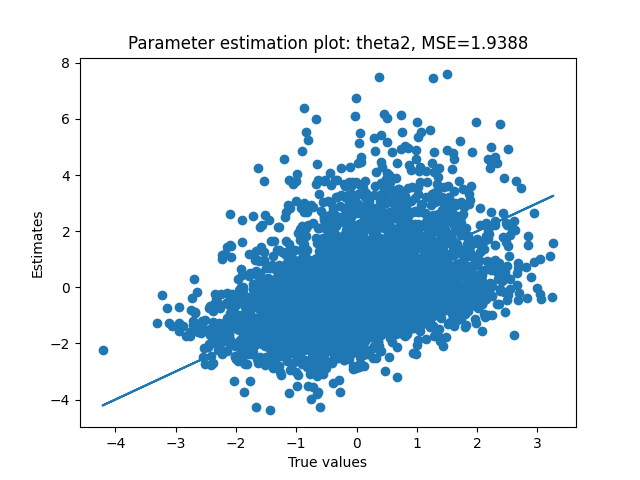 Parameter estimation plot: theta2, MSE=1.9388
8
6
4
2
0
−2
−4
Estimates
−4 −3 −2 −1 0 1 2 3
True values